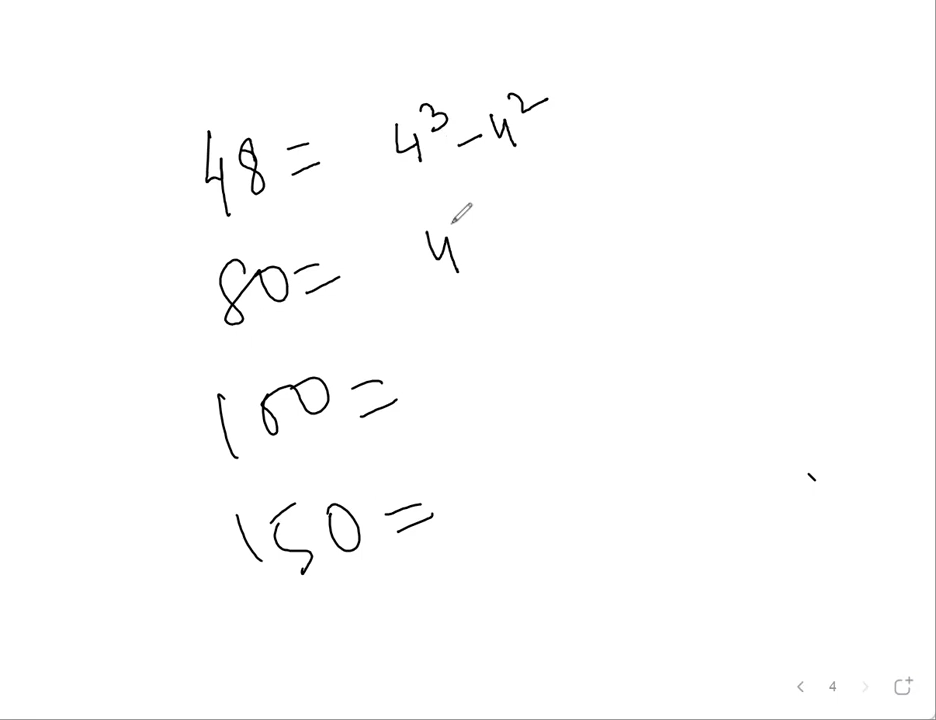 48 = 4³ - 4²
80 = 4
100 =
150 =
4